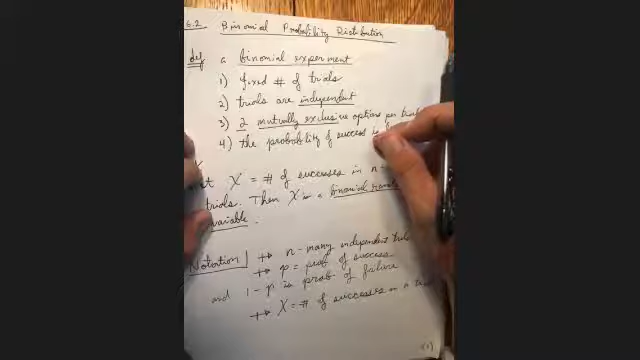 6.2 Binomial Probability Distribution
def a binomial experiment
1) fixed # of trials
2) trials are independent
3) 2 mutually exclusive options per trial
4) the probability of success is
X = # of successes in n
trials. Then X is a binomial random
variable.
Notation ↦ n-many independent trials
↦ p = prob of success
and 1-p is prob of failure
↦ X = # of successes in n